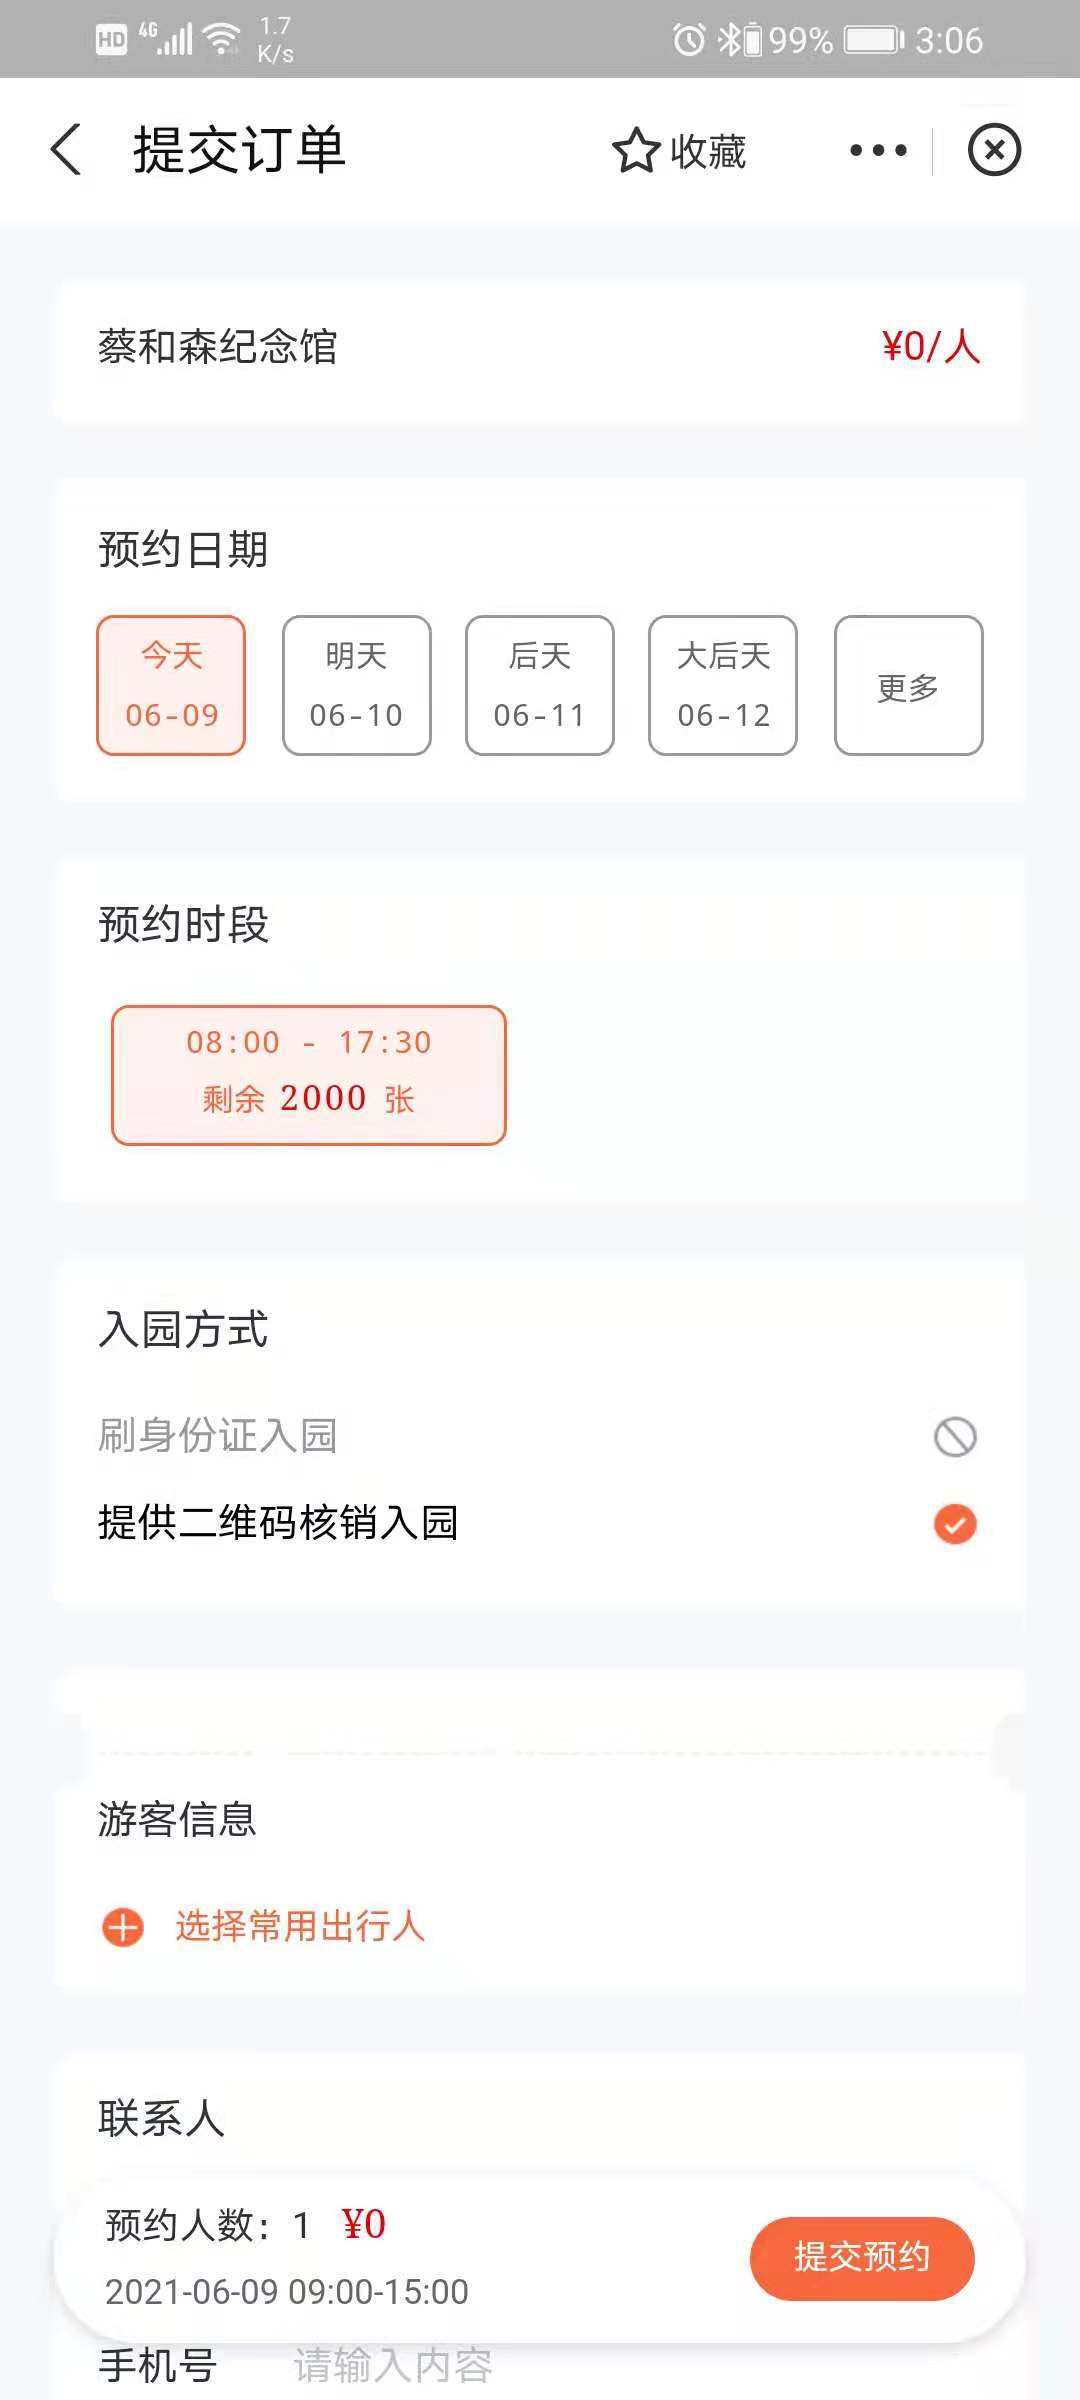 HD 4G 1.7 K/s 99% 3:06
提交订单 收藏
蔡和森纪念馆 ¥0/人
预约日期
今天 明天 后天 大后天 更多
06-09 06-10 06-11 06-12
预约时段
08:00 - 17:30
剩余 2000 张
入园方式
刷身份证入园
提供二维码核销入园
游客信息
选择常用出行人
联系人
预约人数：1 ¥0
提交预约
2021-06-09 09:00-15:00
手机号 请输入内容